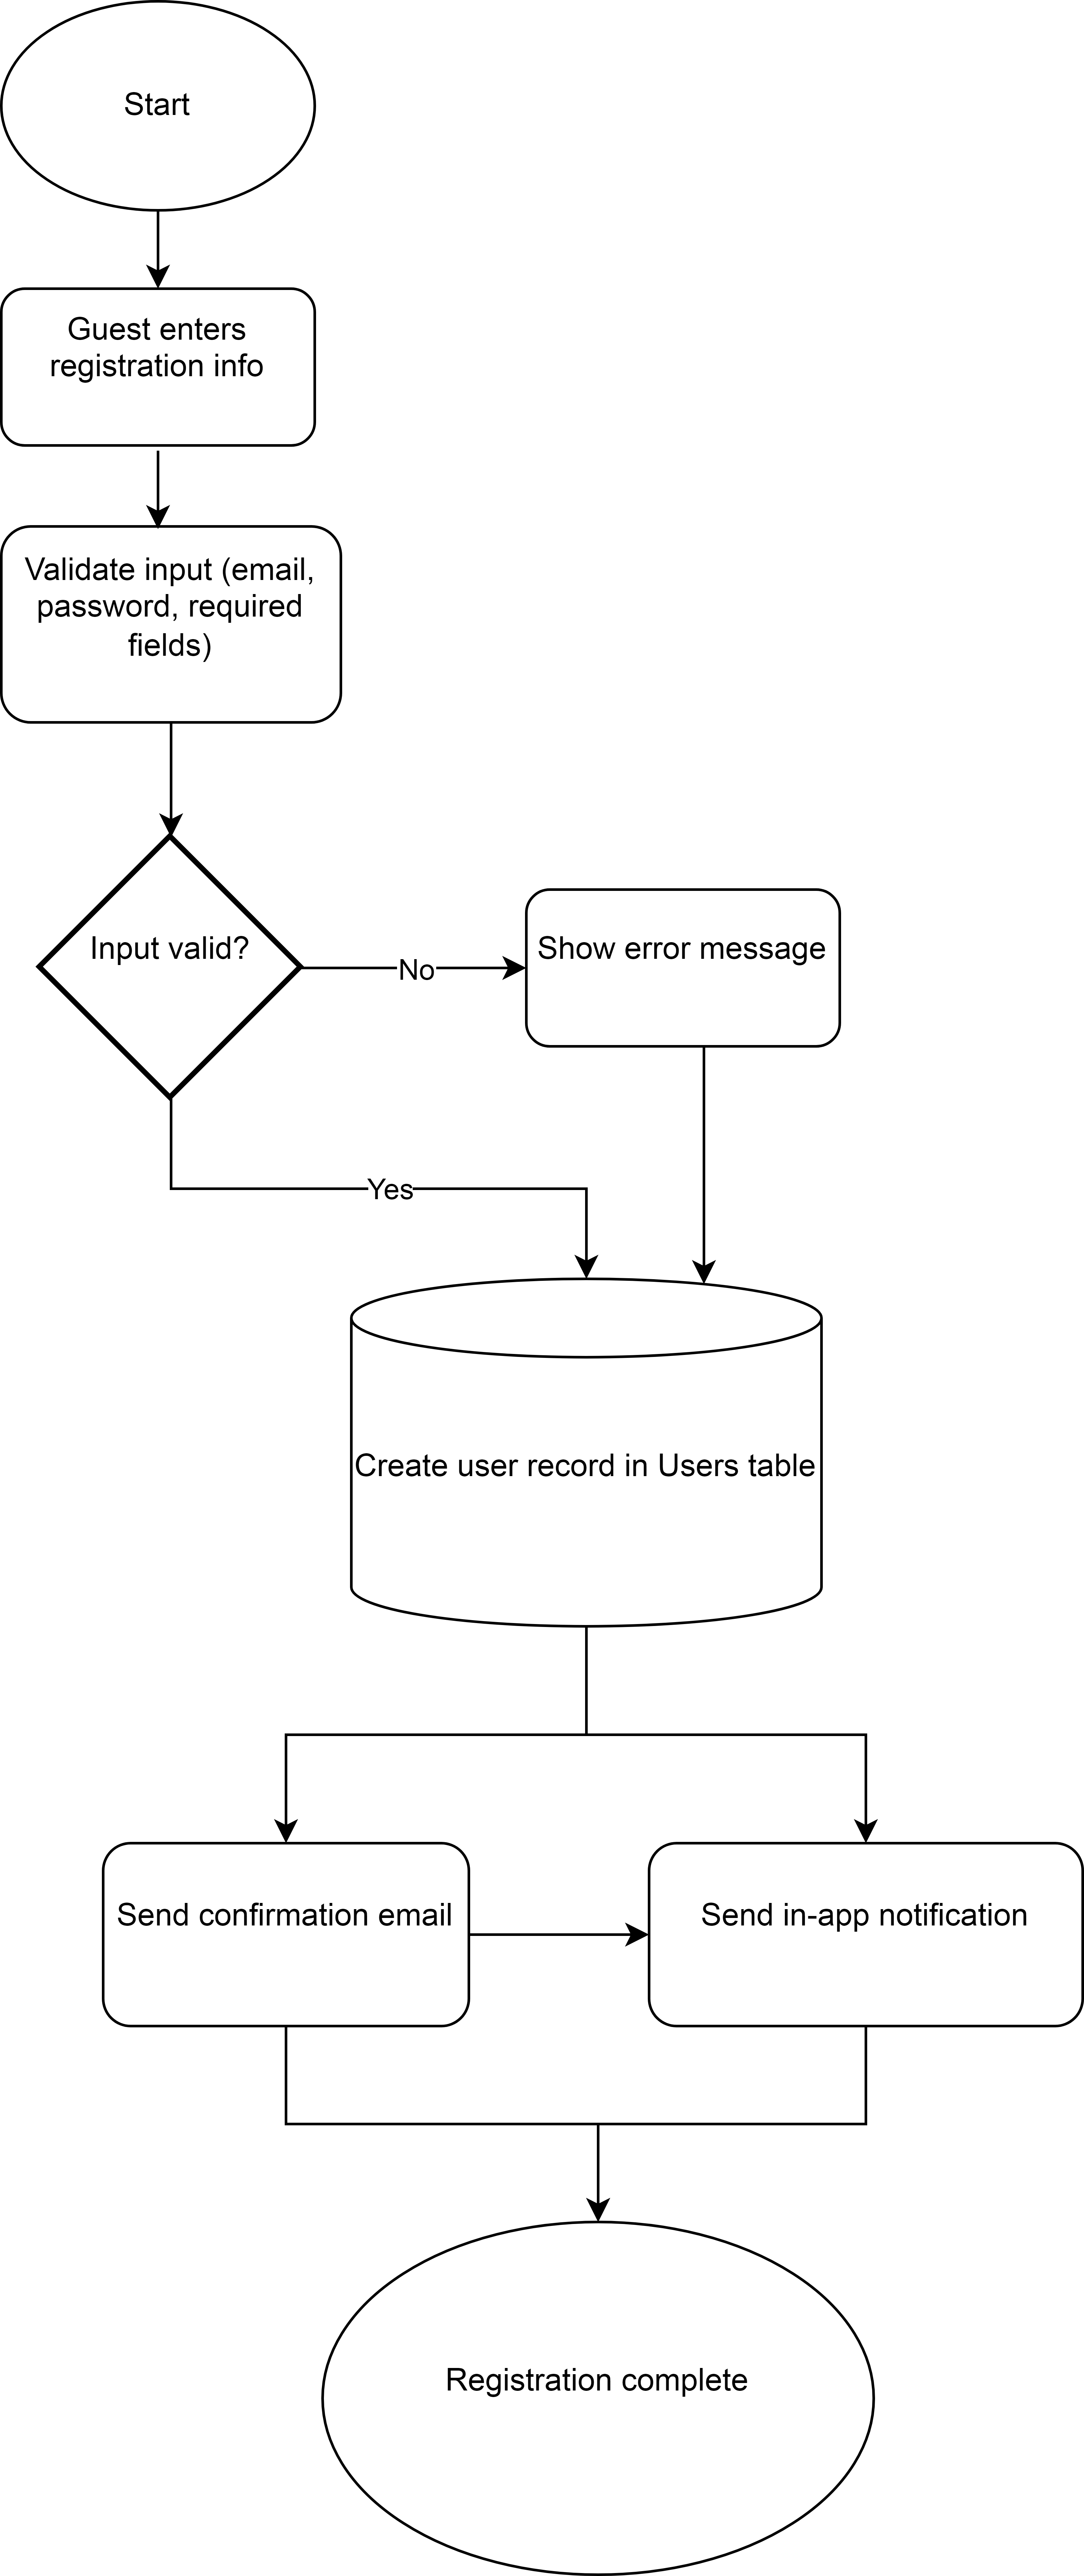 Start
Guest enters
registration info
Validate input (email,
password, required
fields)
Input valid?
No
Show error message
Yes
Create user record in Users table
Send confirmation email
Send in-app notification
Registration complete